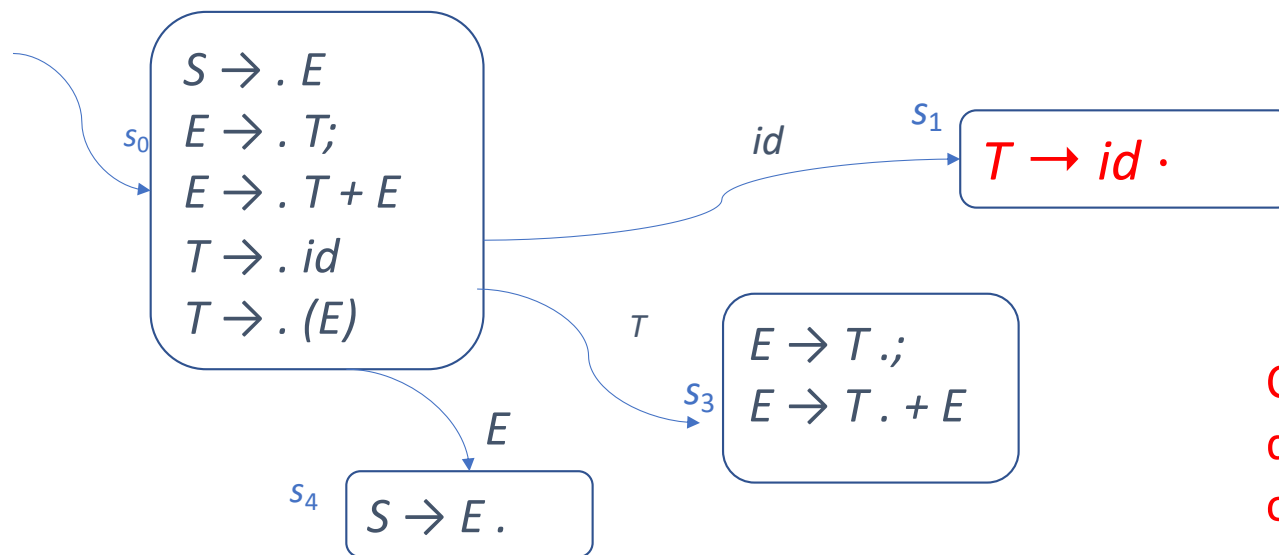 S → . E
E → . T;
E → . T + E
T → . id
T → . (E)
s₀
id
s₁
T → id ·
T
s₃
E → T .;
E → T . + E
E
s₄
S → E .